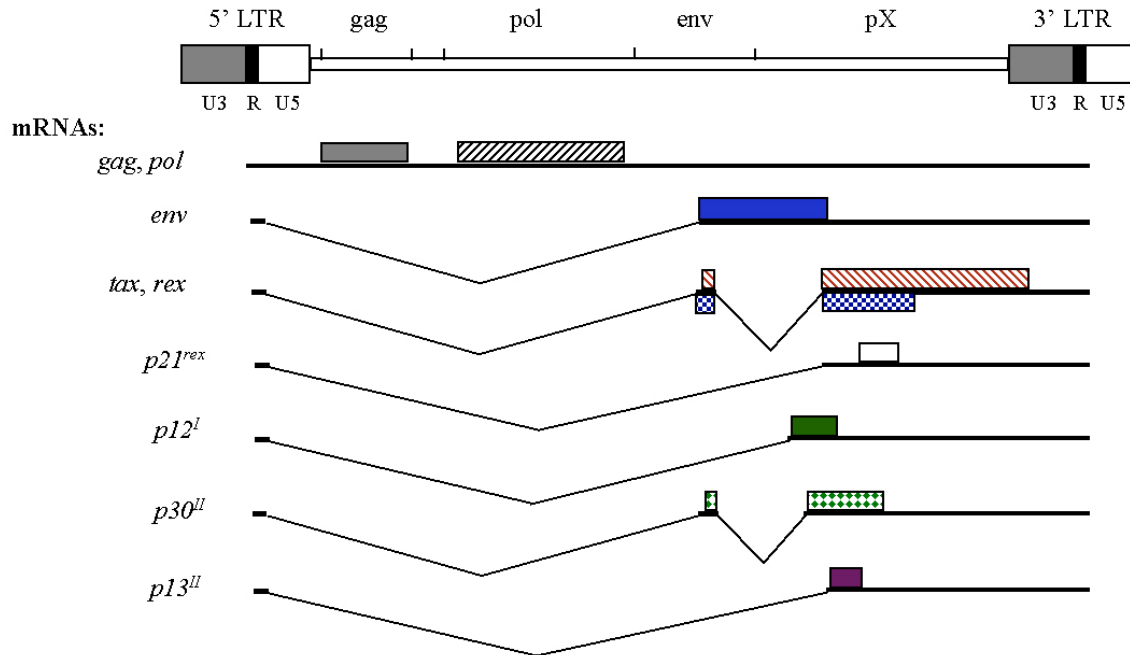 5’ LTR gag pol env pX 3’ LTR
U3 R U5 U3 R U5
mRNAs:
gag, pol
env
tax, rex
p21rex
p12I
p30II
p13II